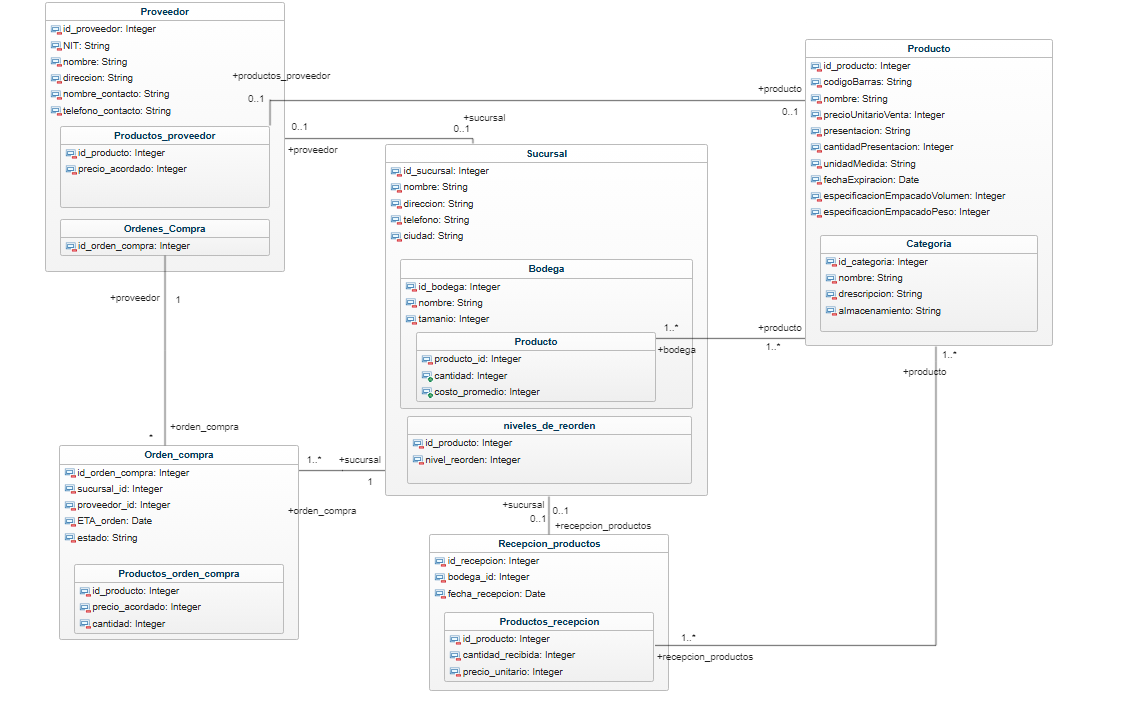 Proveedor
id_proveedor: Integer
NIT: String
nombre: String
direccion: String
nombre_contacto: String
telefono_contacto: String
Productos_proveedor
id_producto: Integer
precio_acordado: Integer
Ordenes_Compra
id_orden_compra: Integer
+productos_proveedor
0..1
+producto
0..1
0..1
+proveedor
+sucursal
0..1
Producto
id_producto: Integer
codigoBarras: String
nombre: String
precioUnitarioVenta: Integer
presentacion: String
cantidadPresentacion: Integer
unidadMedida: String
fechaExpiracion: Date
especificacionEmpacadoVolumen: Integer
especificacionEmpacadoPeso: Integer
Categoria
id_categoria: Integer
nombre: String
drescripcion: String
almacenamiento: String
Sucursal
id_sucursal: Integer
nombre: String
direccion: String
telefono: String
ciudad: String
Bodega
id_bodega: Integer
nombre: String
tamanio: Integer
Producto
producto_id: Integer
cantidad: Integer
costo_promedio: Integer
niveles_de_reorden
id_producto: Integer
nivel_reorden: Integer
1..*
+bodega
+producto
1..*
+proveedor
1
+orden_compra
*
1..*
+producto
Orden_compra
id_orden_compra: Integer
sucursal_id: Integer
proveedor_id: Integer
ETA_orden: Date
estado: String
Productos_orden_compra
id_producto: Integer
precio_acordado: Integer
cantidad: Integer
1..*
+sucursal
1
+orden_compra
+sucursal
0..1
0..1
+recepcion_productos
Recepcion_productos
id_recepcion: Integer
bodega_id: Integer
fecha_recepcion: Date
Productos_recepcion
id_producto: Integer
cantidad_recibida: Integer
precio_unitario: Integer
1..*
+recepcion_productos